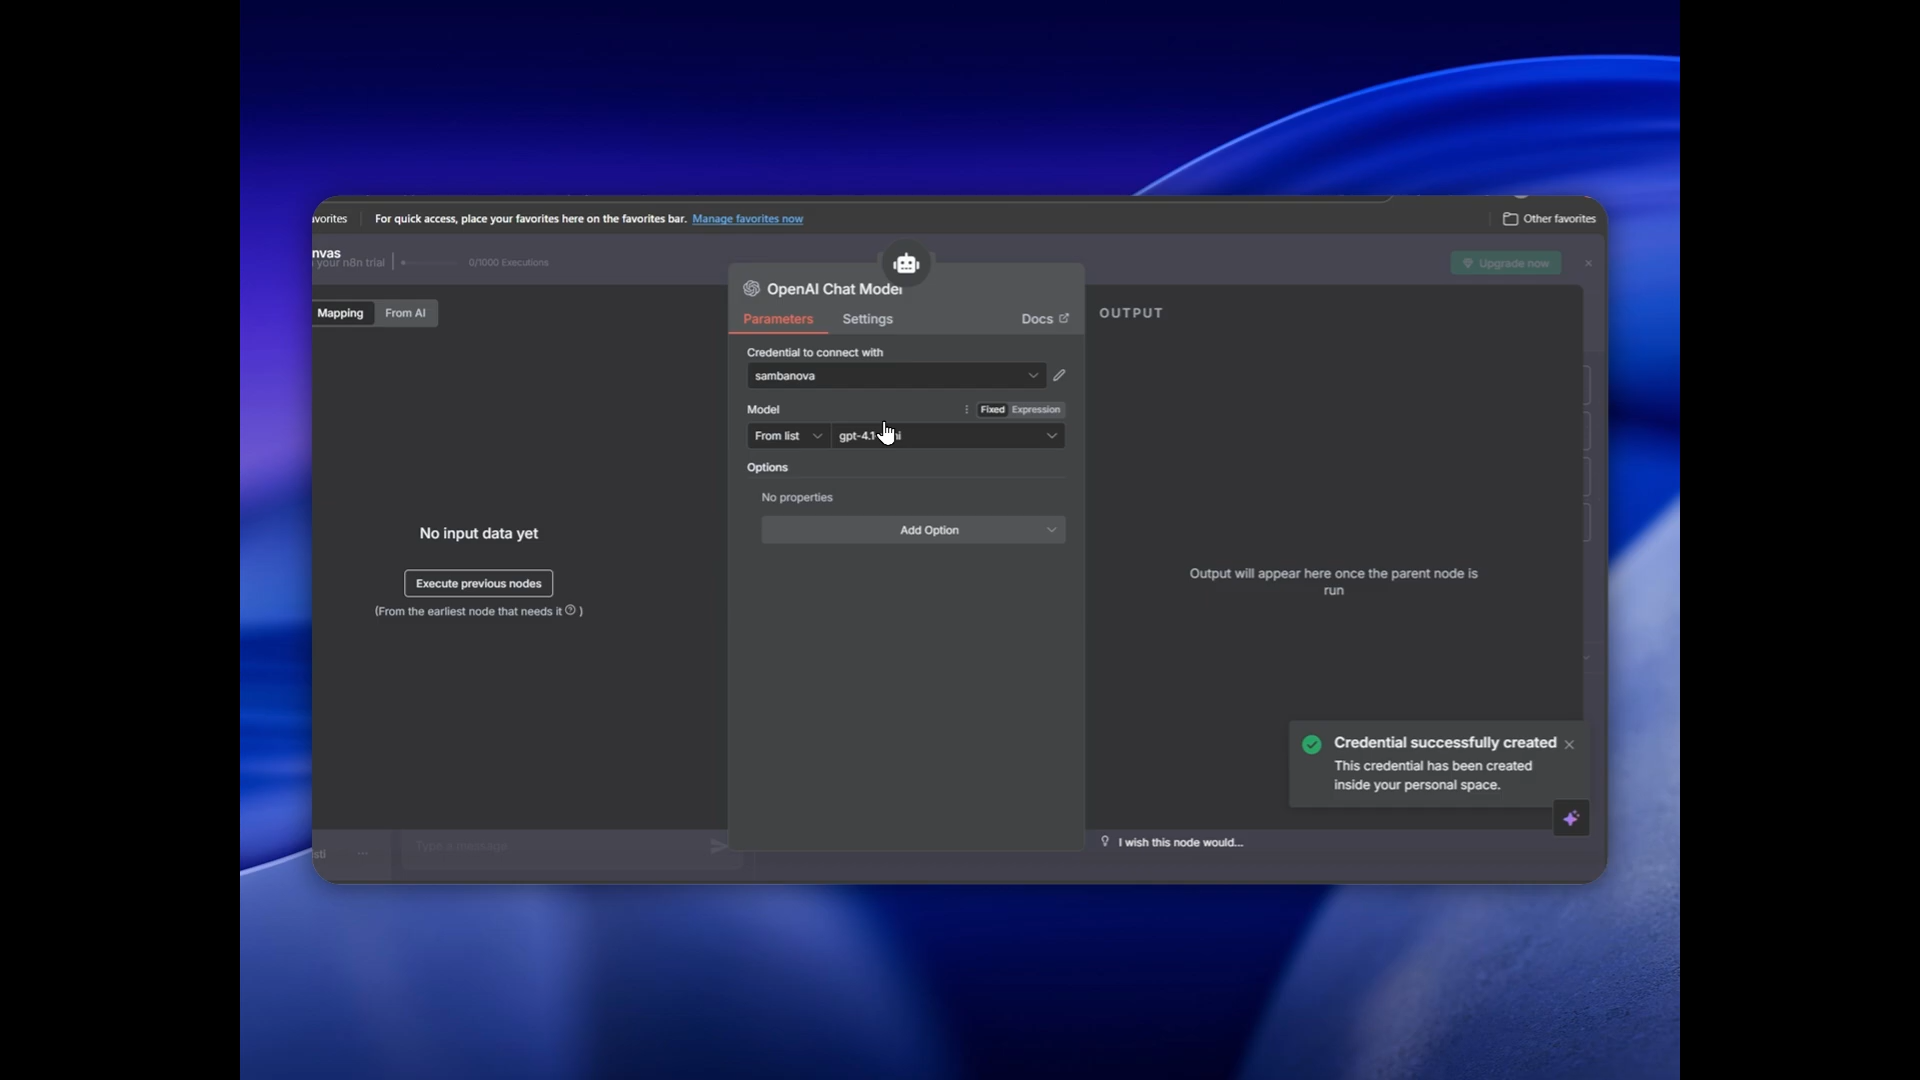 avorites
For quick access, place your favorites here on the favorites bar. Manage favorites now
Other favorites
nvas
your n8n trial
0/1000 Executions
Upgrade now
OpenAI Chat Model
Mapping
From AI
Parameters
Settings
Docs
OUTPUT
Credential to connect with
sambanova
Model
Fixed
Expression
From list
gpt-4.1
Options
No properties
Add Option
No input data yet
Execute previous nodes
(From the earliest node that needs it ? )
Output will appear here once the parent node is
run
Credential successfully created
This credential has been created
inside your personal space.
I wish this node would...
Type a message
sti